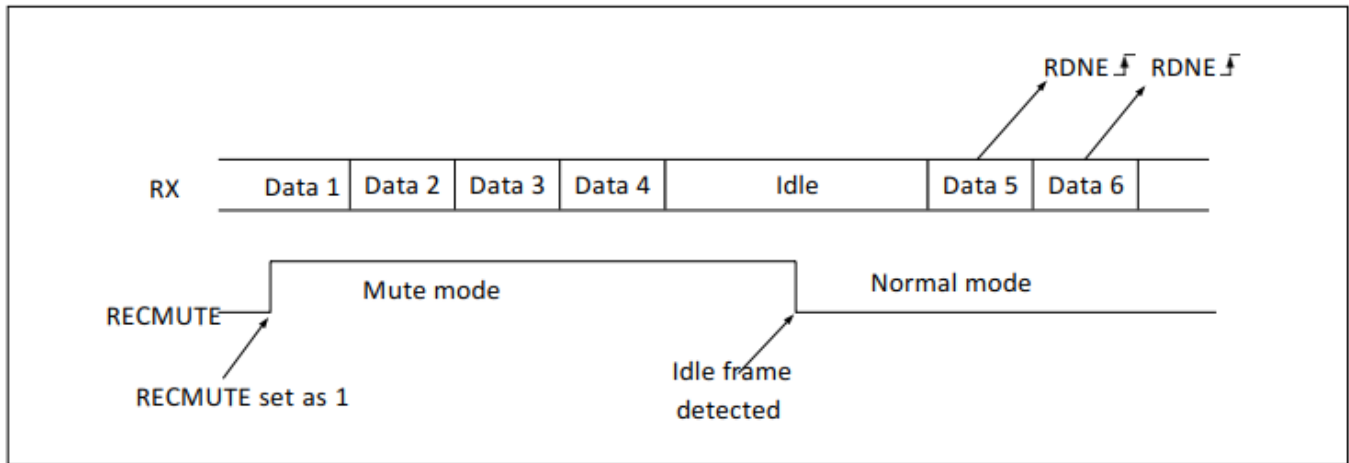 RDNE RDNE
RX Data 1 Data 2 Data 3 Data 4 Idle Data 5 Data 6
Mute mode Normal mode
RECMUTE
RECMUTE set as 1
Idle frame
detected